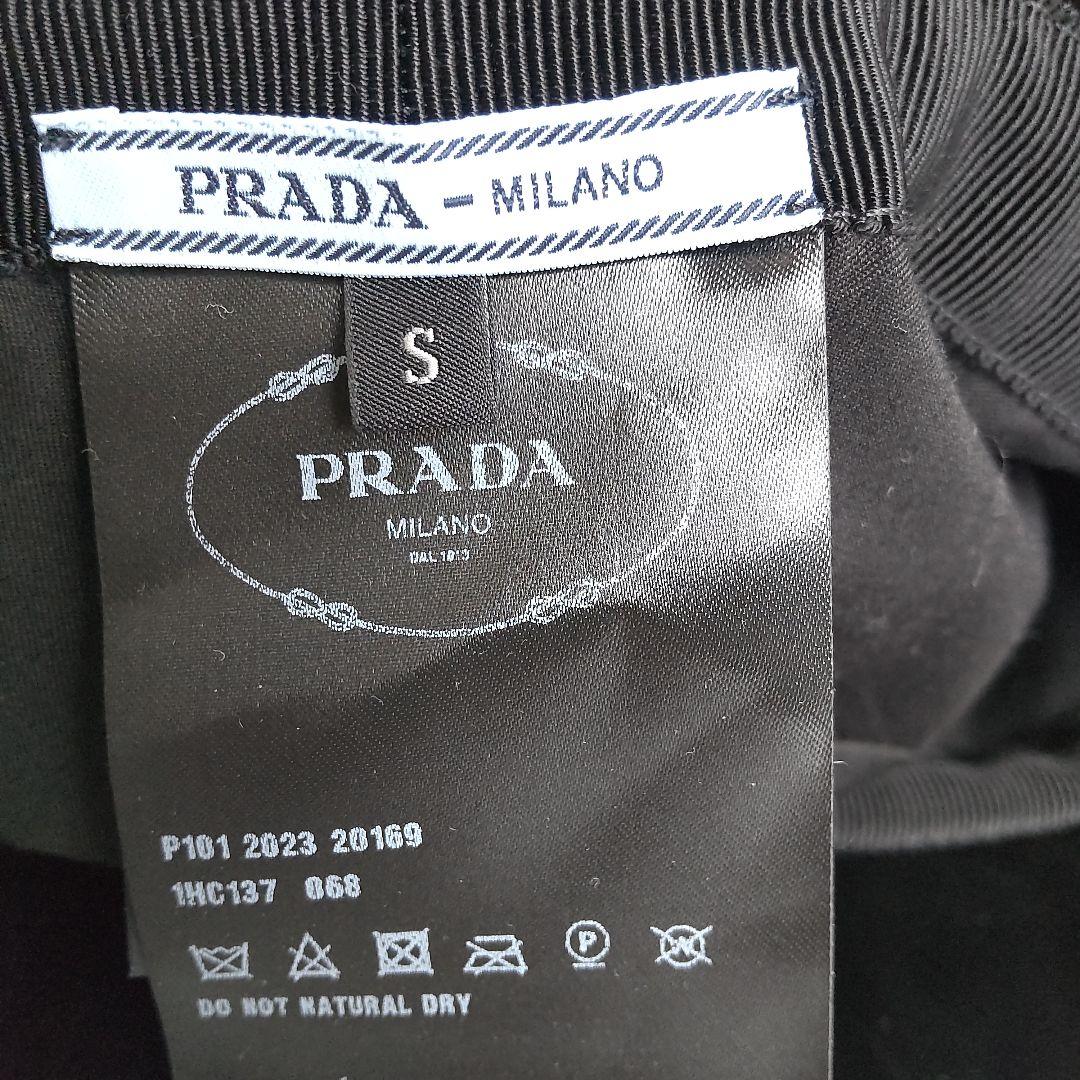 PRADA - MILANO
S
PRADA
MILANO
DAL 1913
P101 2023 20169
1HC137 068
P
W
DO NOT NATURAL DRY